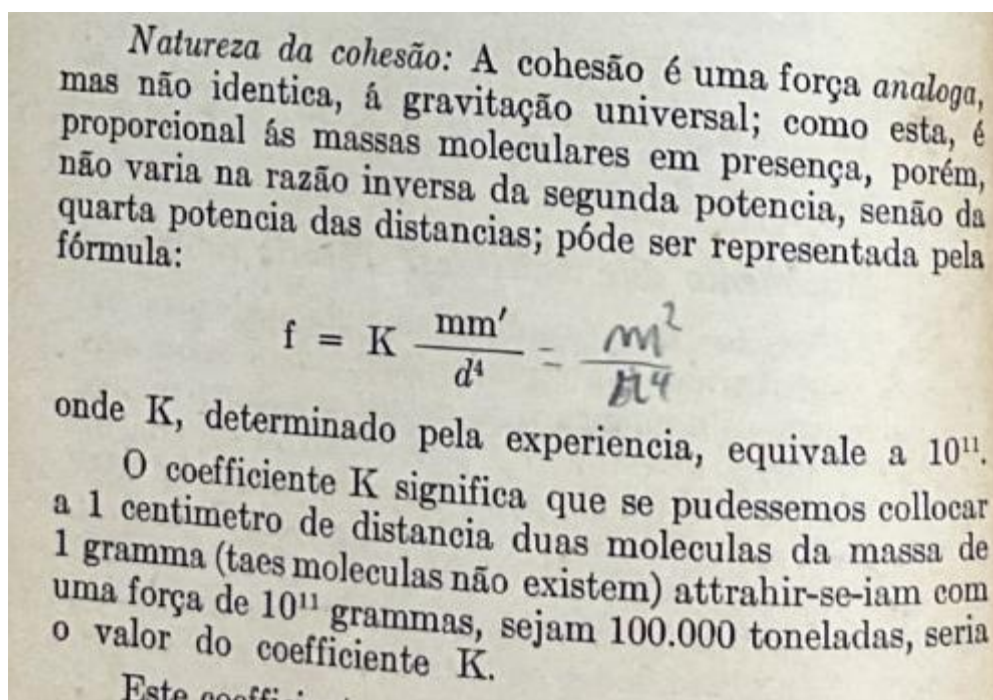 Natureza da cohesão: A cohesão é uma força analoga,
mas não identica, á gravitação universal; como esta, é
proporcional ás massas moleculares em presença, porém,
não varia na razão inversa da segunda potencia, senão da
quarta potencia das distancias; póde ser representada pela
fórmula:
f = K mm′/d⁴ = m²/⁴
onde K, determinado pela experiencia, equivale a 10¹¹.
O coefficiente K significa que se pudessemos collocar
a 1 centimetro de distancia duas moleculas da massa de
1 gramma (taes moleculas não existem) attrahir-se-iam com
uma força de 10¹¹ grammas, sejam 100.000 toneladas, seria
o valor do coefficiente K.
Este